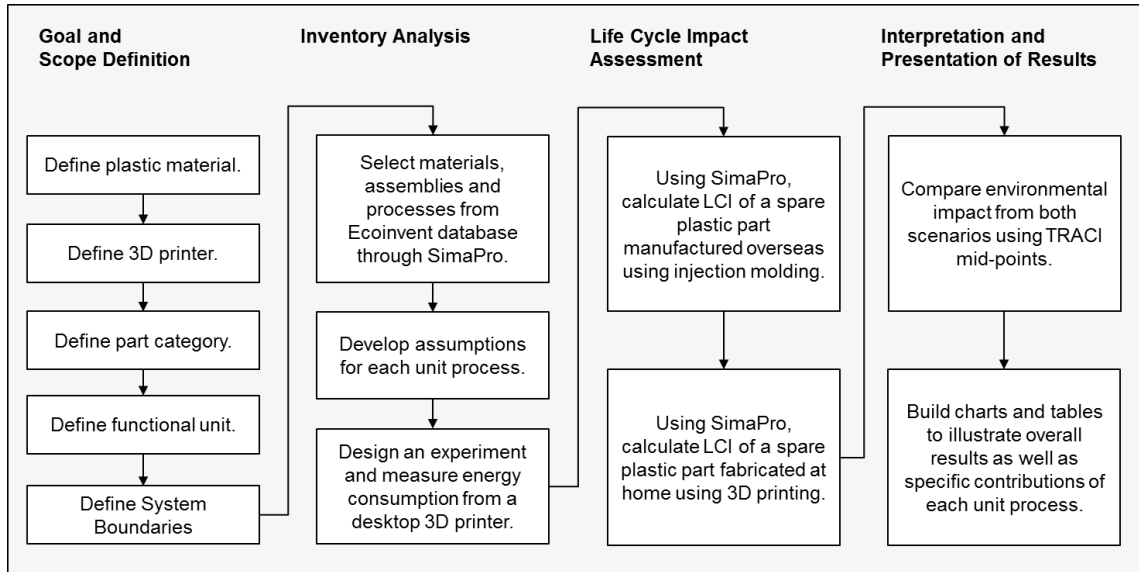 Goal and
Scope Definition
Define plastic material.
Define 3D printer.
Define part category.
Define functional unit.
Define System
Boundaries
Inventory Analysis
Select materials,
assemblies and
processes from
Ecoinvent database
through SimaPro.
Develop assumptions
for each unit process.
Design an experiment
and measure energy
consumption from a
desktop 3D printer.
Life Cycle Impact
Assessment
Using SimaPro,
calculate LCI of a spare
plastic part
manufactured overseas
using injection molding.
Using SimaPro,
calculate LCI of a spare
plastic part fabricated at
home using 3D printing.
Interpretation and
Presentation of Results
Compare environmental
impact from both
scenarios using TRACI
mid-points.
Build charts and tables
to illustrate overall
results as well as
specific contributions of
each unit process.